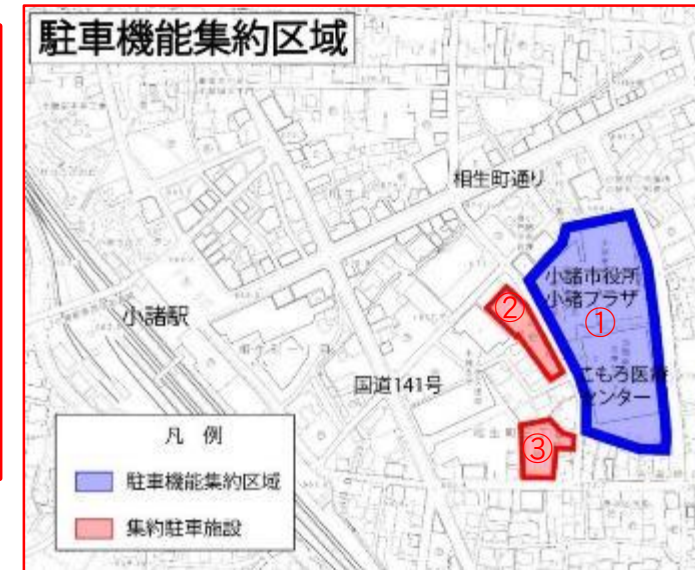 駐車機能集約区域
相生町通り
小諸市役所
小諸プラザ
①
②
こもろ医療
センター
小諸駅
国道141号
③
凡 例
駐車機能集約区域
集約駐車施設